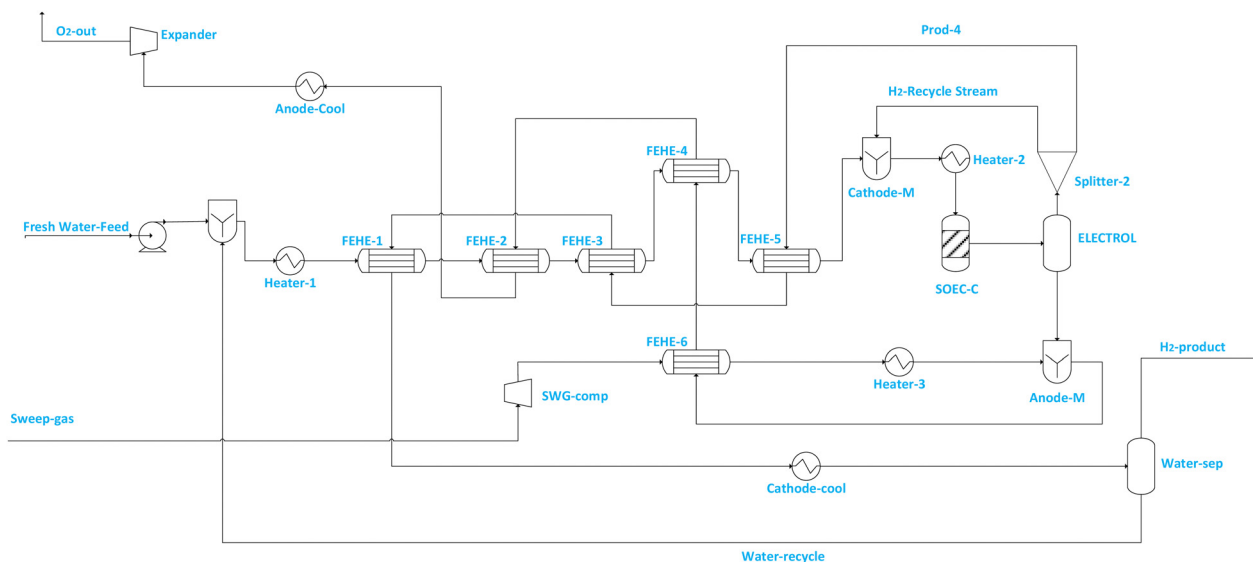 O2-out
Expander
Prod-4
H2-Recycle Stream
Anode-Cool
FEHE-4
Heater-2
Cathode-M
Splitter-2
Fresh Water-Feed
FEHE-1
FEHE-2
FEHE-3
FEHE-5
ELECTROL
Heater-1
SOEC-C
FEHE-6
H2-product
Heater-3
SWG-comp
Anode-M
Sweep-gas
Water-sep
Cathode-cool
Water-recycle